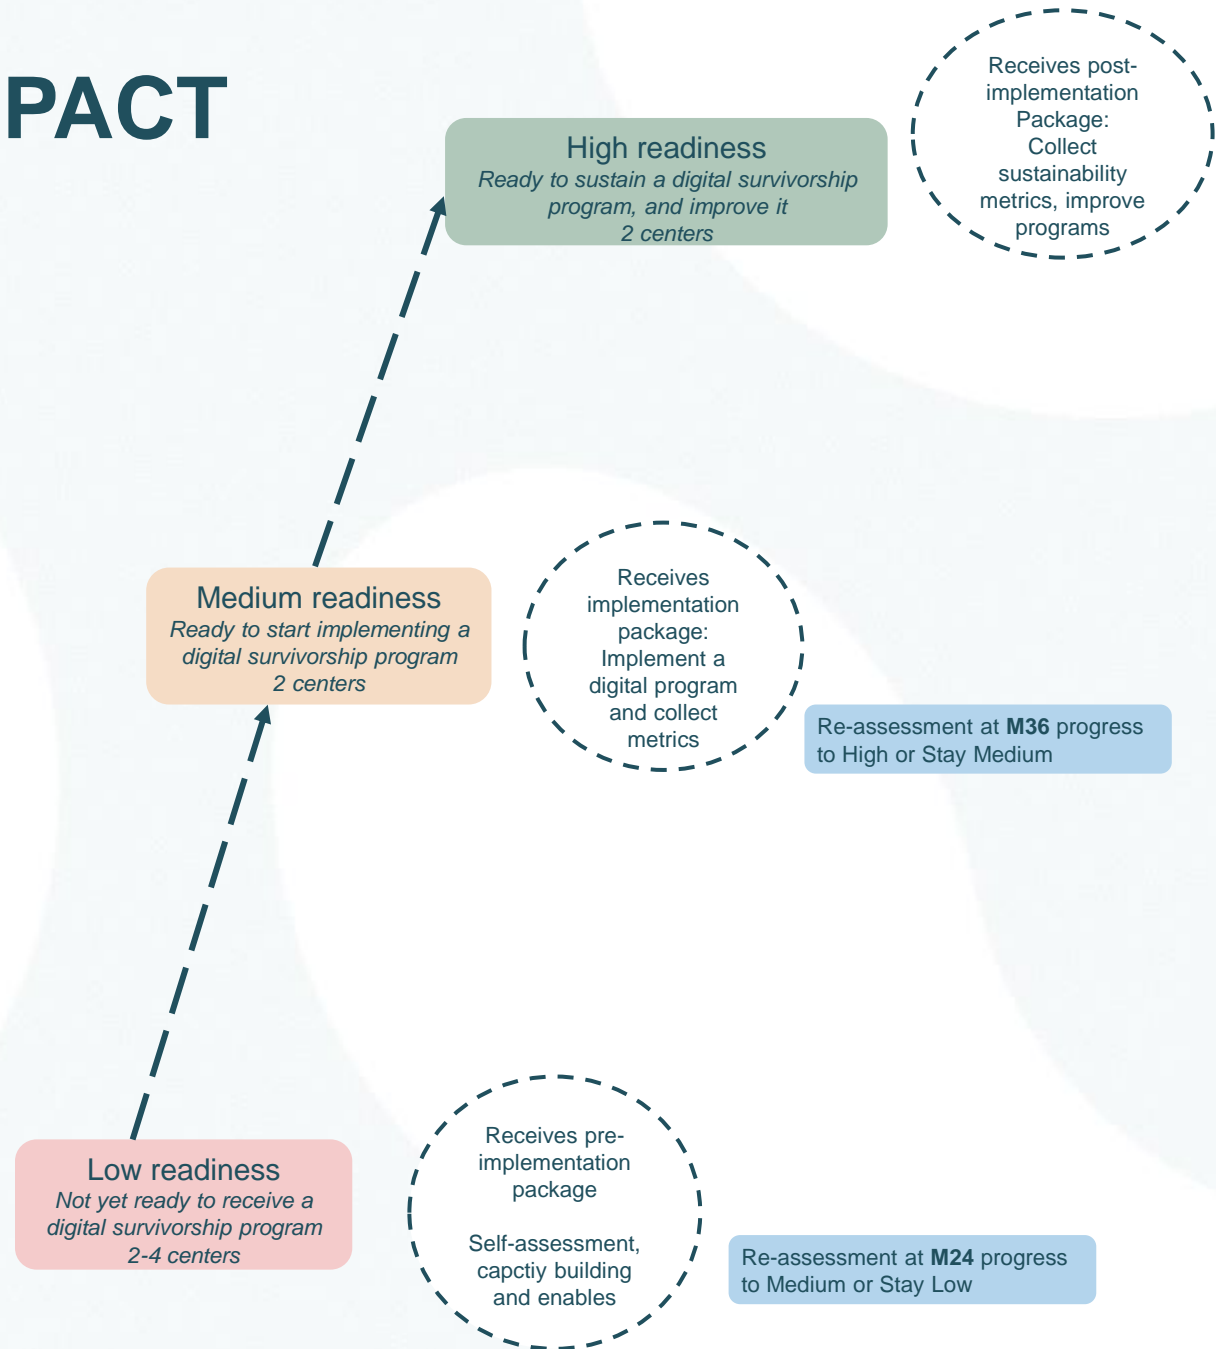 PACT
High readiness
Ready to sustain a digital survivorship
program, and improve it
2 centers
Receives post-
implementation
Package:
Collect
sustainability
metrics, improve
programs
Medium readiness
Ready to start implementing a
digital survivorship program
2 centers
Receives
implementation
package:
Implement a
digital program
and collect
metrics
Re-assessment at M36 progress
to High or Stay Medium
Low readiness
Not yet ready to receive a
digital survivorship program
2-4 centers
Receives pre-
implementation
package
Self-assessment,
capctiy building
and enables
Re-assessment at M24 progress
to Medium or Stay Low